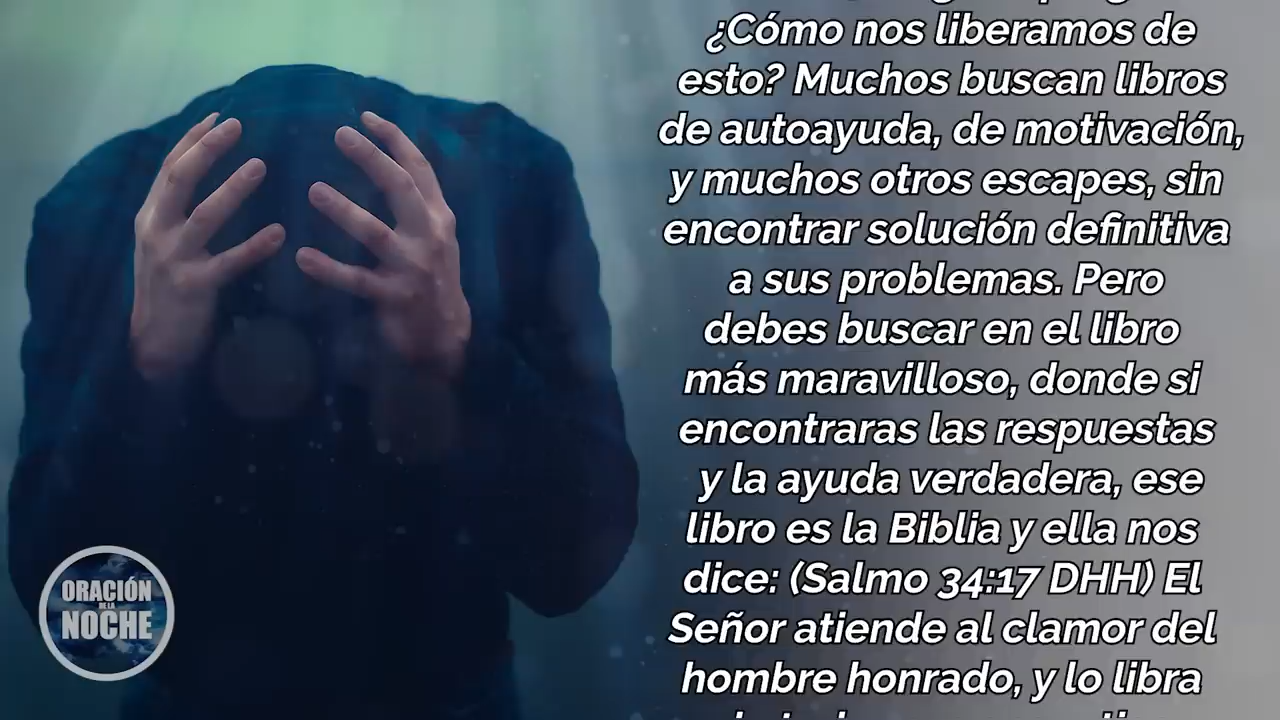 ¿Cómo nos liberamos de
esto? Muchos buscan libros
de autoayuda, de motivación,
y muchos otros escapes, sin
encontrar solución definitiva
a sus problemas. Pero
debes buscar en el libro
más maravilloso, donde si
encontraras las respuestas
y la ayuda verdadera, ese
libro es la Biblia y ella nos
dice: (Salmo 34:17 DHH) El
Señor atiende al clamor del
hombre honrado, y lo libra
ORACIÓN
DE LA
NOCHE